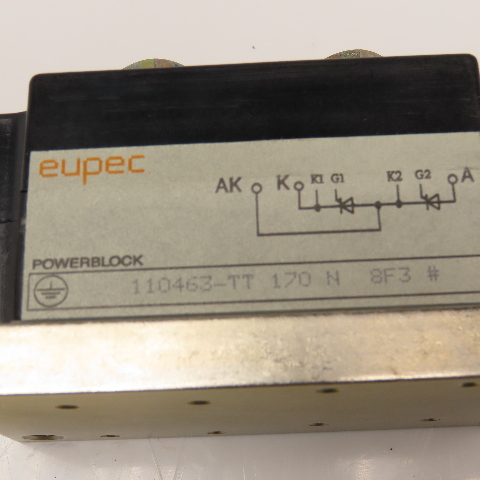 eupec
AK K K1 G1 K2 G2 A
POWERBLOCK
110463-TT 170 N 8F3 #